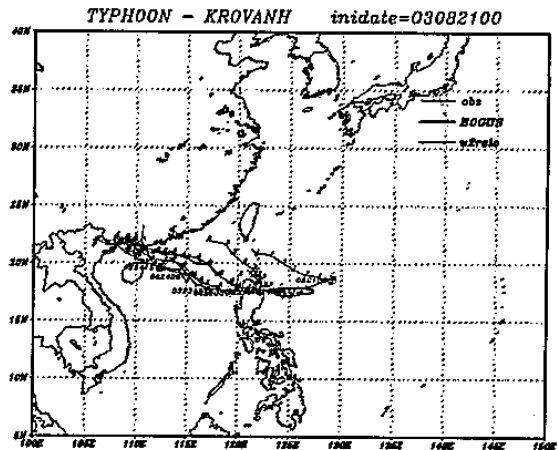 TYPHOON - KROVANH inidate=03082100
40N
35N
obs
BOGUS
30N
25N
20N
15N
10N
5N
100E 105E 110E 115E 120E 125E 130E 135E 140E 145E 150E